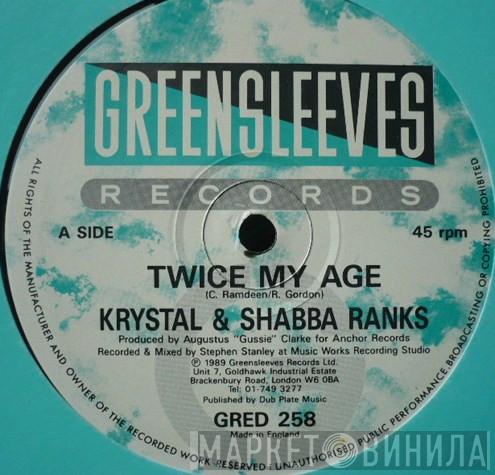 GREENSLEEVES
RECORDS
A SIDE
45 rpm
TWICE MY AGE
(C. Ramdeen/R. Gordon)
KRYSTAL & SHABBA RANKS
Produced by Augustus "Gussie" Clarke for Anchor Records
Recorded & Mixed by Stephen Stanley at Music Works Recording Studio
℗ 1989 Greensleeves Records Ltd.
Unit 7, Goldhawk Industrial Estate
Brackenbury Road, London W6 0BA
Tel: 01-749 3277
Published by Dub Plate Music
GRED 258
Made in England
ALL RIGHTS OF THE MANUFACTURER AND OWNER OF THE RECORDED WORK RESERVED — UNAUTHORISED PUBLIC PERFORMANCE, BROADCASTING OR COPYING PROHIBITED
МАРКЕТ ВИНИЛА